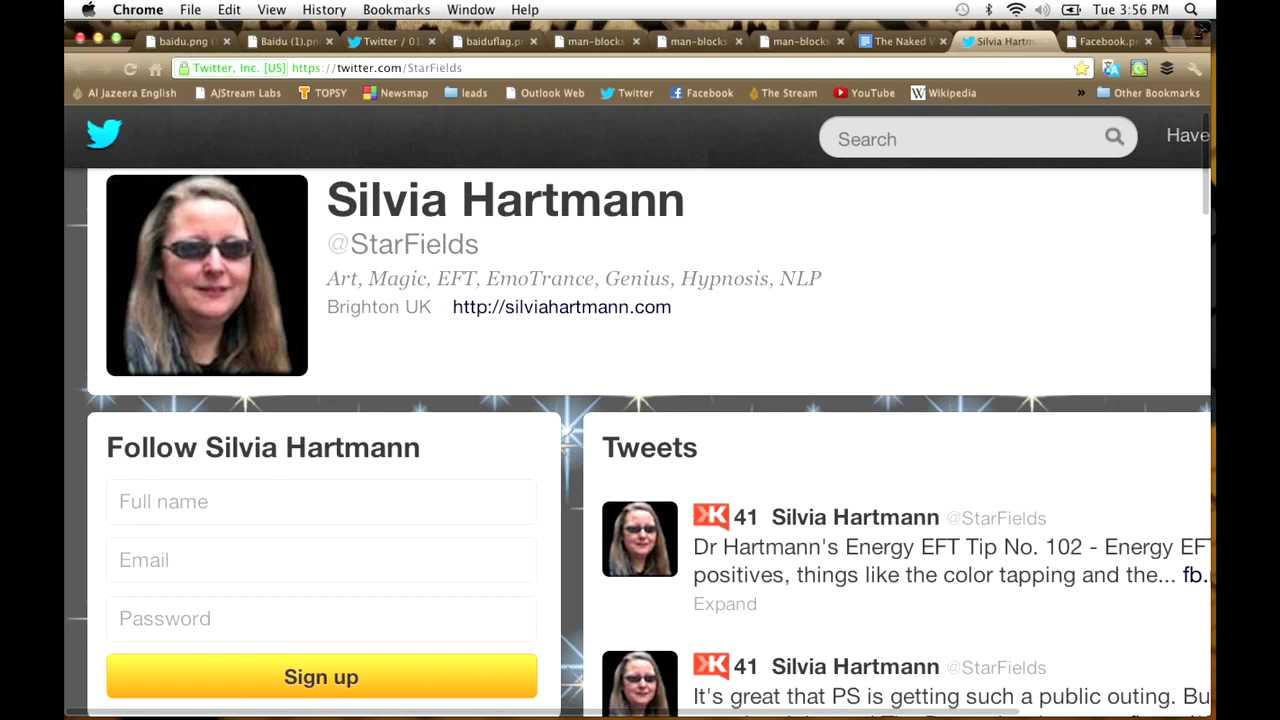 Chrome File Edit View History Bookmarks Window Help Tue 3:56 PM
baidu.png ( Baidu (1).pn Twitter / 01 baiduflag.p man-blocks man-blocks man-blocks The Naked W Silvia Hartm Facebook.p
Twitter, Inc. [US] https://twitter.com/StarFields
Al Jazeera English AJStream Labs TOPSY Newsmap leads Outlook Web Twitter Facebook The Stream YouTube Wikipedia » Other Bookmarks
Search
Have
Silvia Hartmann
@StarFields
Art, Magic, EFT, EmoTrance, Genius, Hypnosis, NLP
Brighton UK · http://silviahartmann.com
Follow Silvia Hartmann
Full name
Email
Password
Sign up
Tweets
K 41 Silvia Hartmann @StarFields
Dr Hartmann's Energy EFT Tip No. 102 - Energy EFT
positives, things like the color tapping and the... fb.
Expand
K 41 Silvia Hartmann @StarFields
It's great that PS is getting such a public outing. But